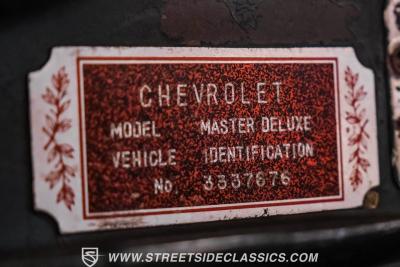 CHEVROLET
MODEL MASTER DELUXE
VEHICLE IDENTIFICATION
No. 3337676
WWW.STREETSIDECLASSICS.COM